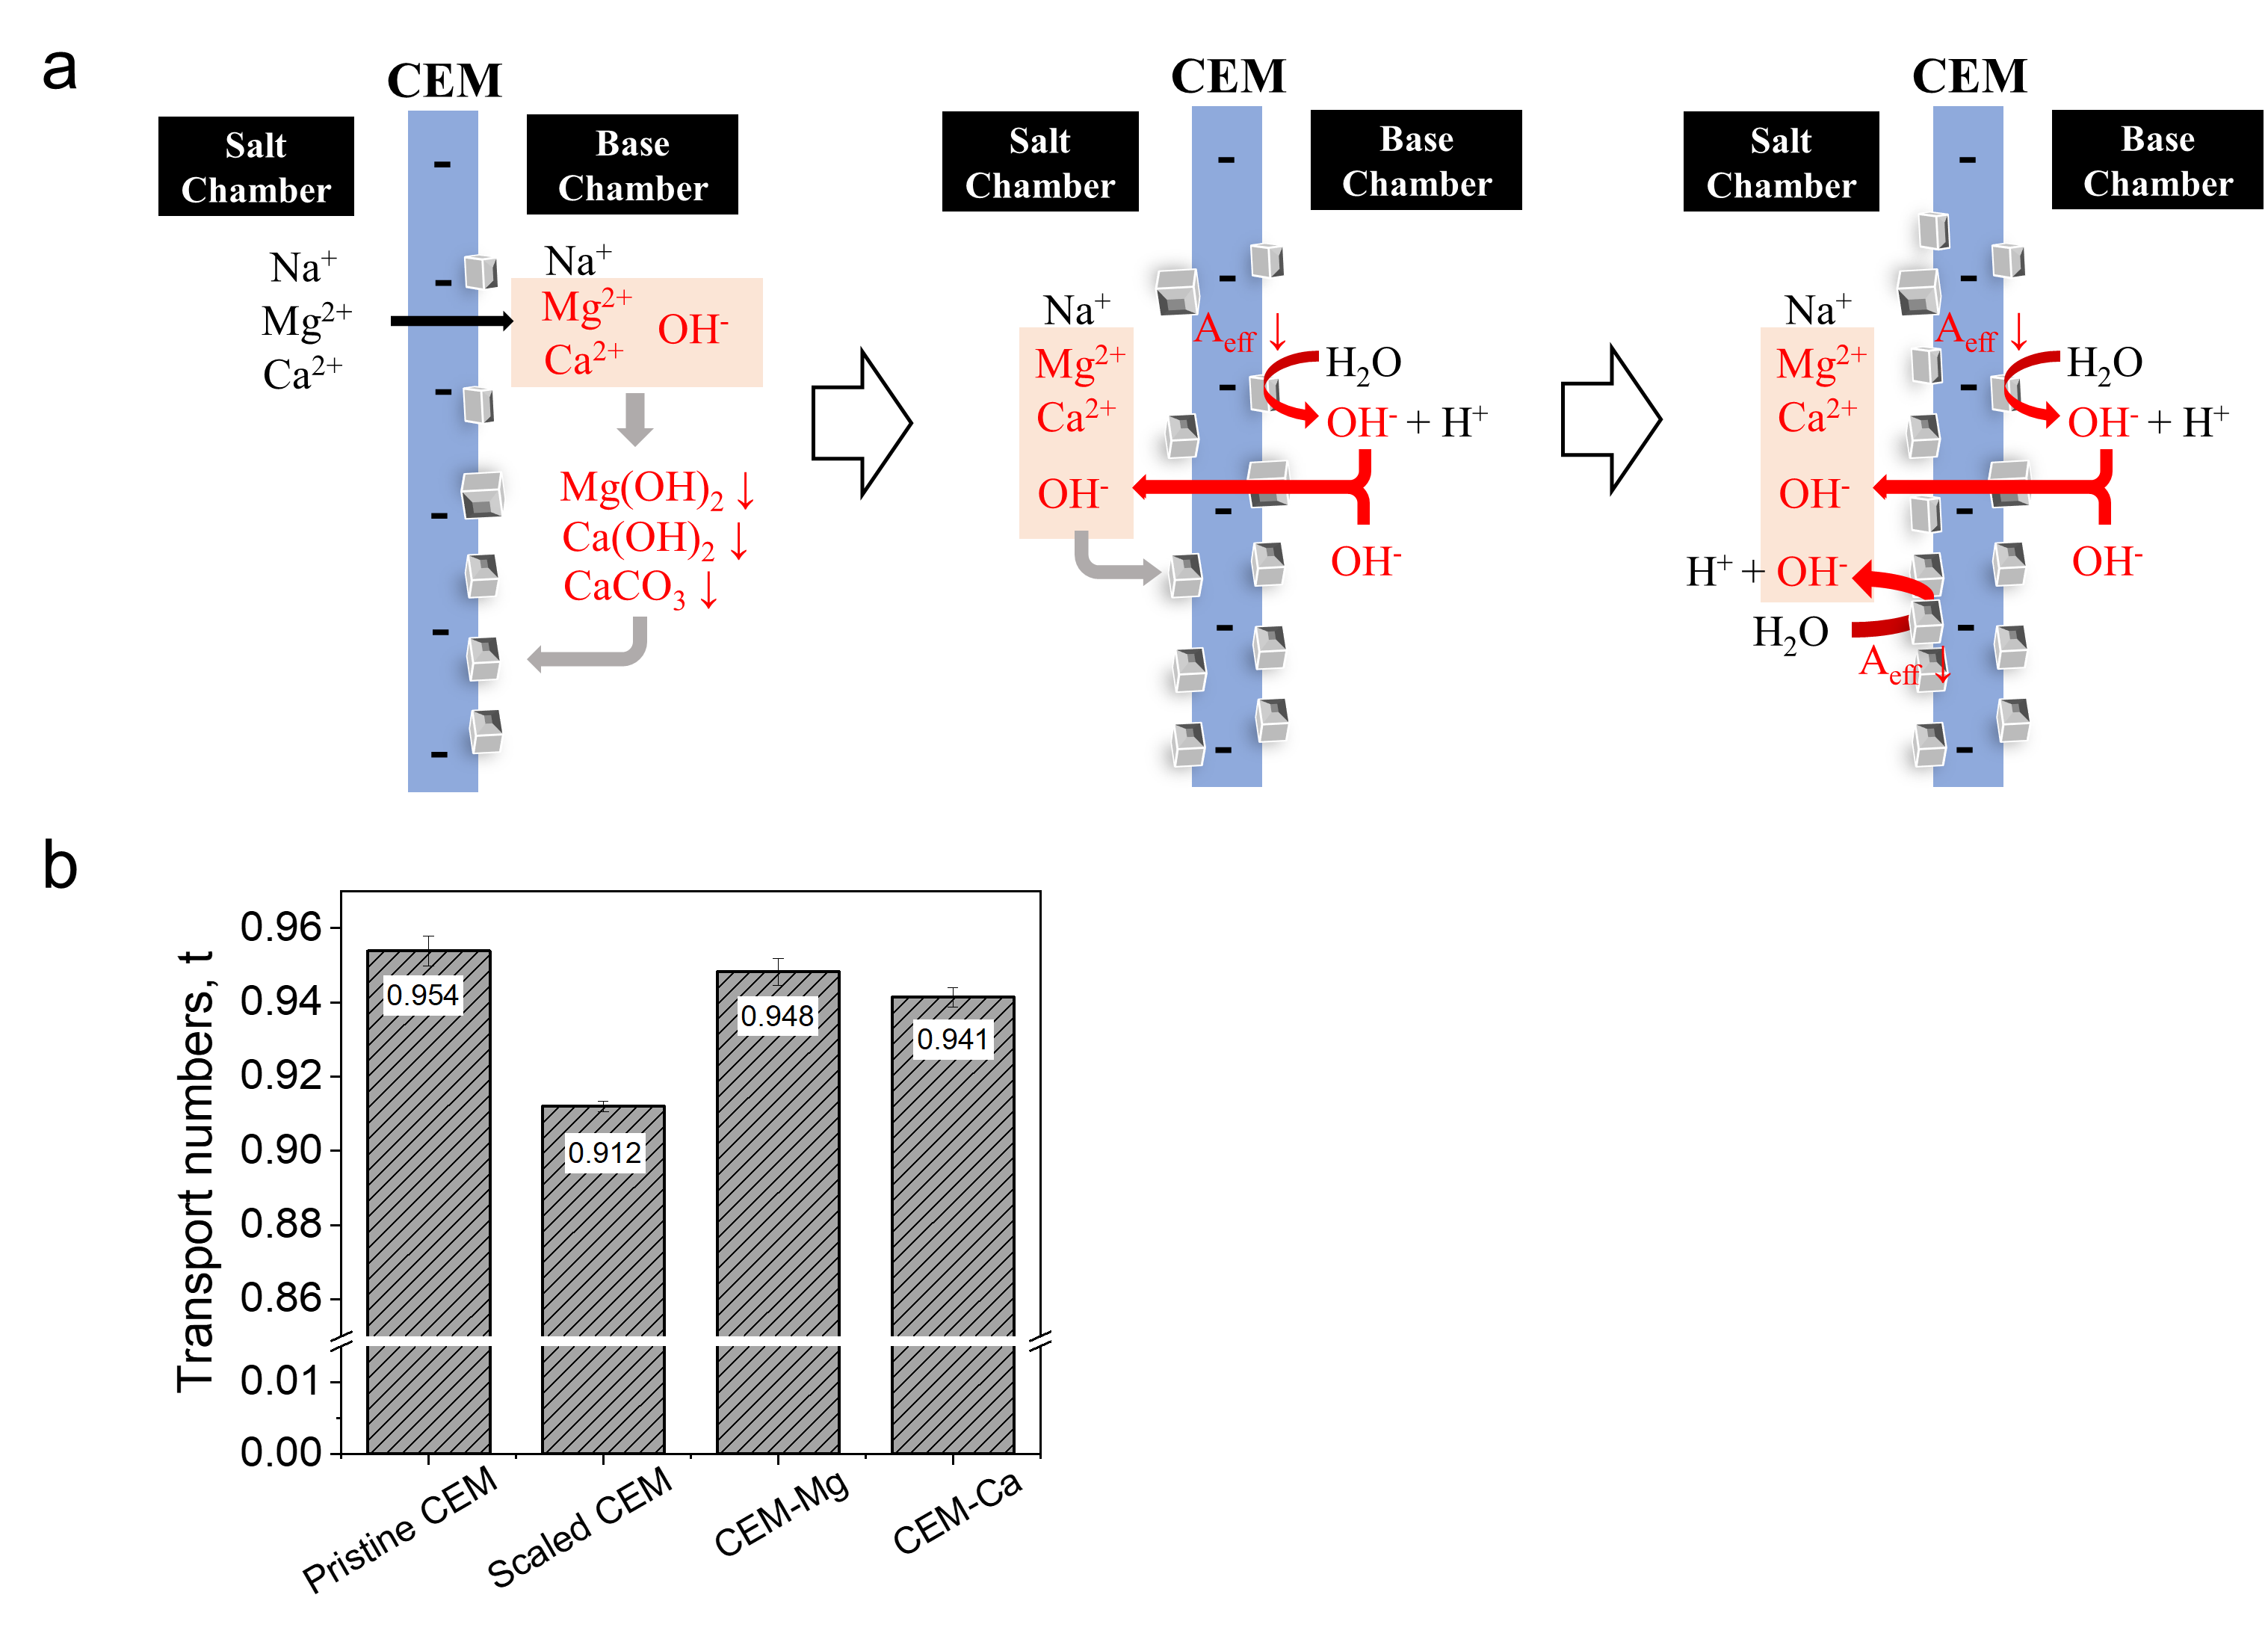 a
CEM
Salt
Chamber
Base
Chamber
Na⁺
Mg²⁺
Ca²⁺
Na⁺
Mg²⁺
Ca²⁺
OH⁻
Mg(OH)₂ ↓
Ca(OH)₂ ↓
CaCO₃ ↓
-
-
-
-
-
-
CEM
Salt
Chamber
Base
Chamber
Na⁺
Mg²⁺
Ca²⁺
OH⁻
A_eff ↓
H₂O
OH⁻ + H⁺
OH⁻
-
-
-
-
-
-
CEM
Salt
Chamber
Base
Chamber
Na⁺
Mg²⁺
Ca²⁺
OH⁻
H⁺ + OH⁻
H₂O
A_eff ↓
A_eff ↓
H₂O
OH⁻ + H⁺
OH⁻
-
-
-
-
-
-
b
Transport numbers, t
0.96
0.94
0.92
0.90
0.88
0.86
0.01
0.00
0.954
0.912
0.948
0.941
Pristine CEM
Scaled CEM
CEM-Mg
CEM-Ca